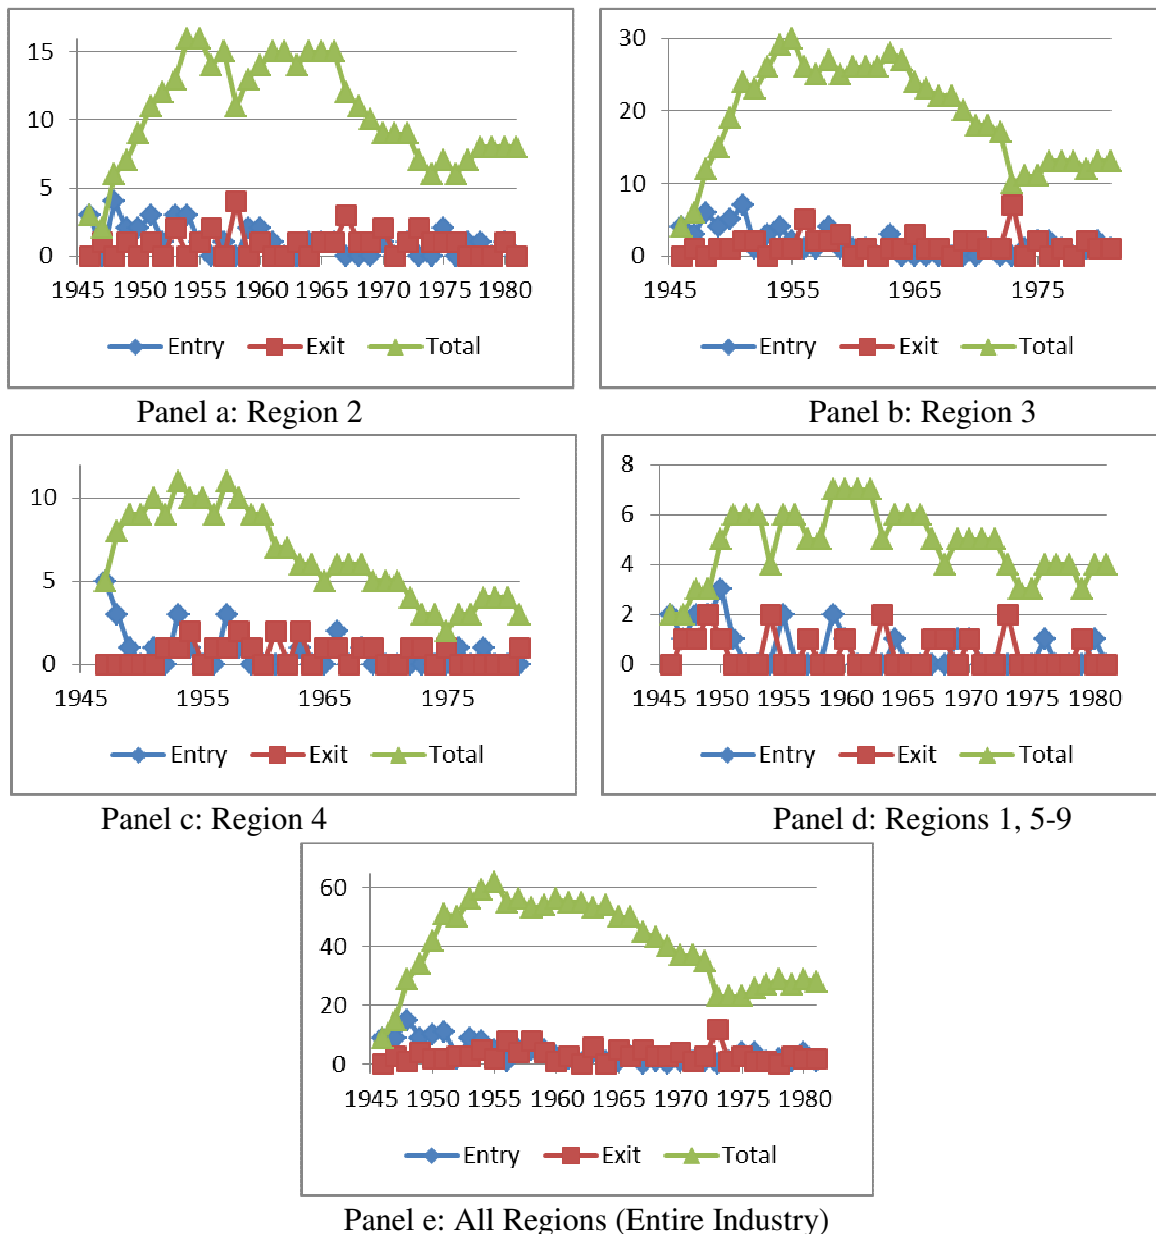 15
10
5
0
1945 1950 1955 1960 1965 1970 1975 1980
Entry Exit Total
Panel a: Region 2
30
20
10
0
1945 1955 1965 1975
Entry Exit Total
Panel b: Region 3
10
5
0
1945 1955 1965 1975
Entry Exit Total
Panel c: Region 4
8
6
4
2
0
1945 1950 1955 1960 1965 1970 1975 1980
Entry Exit Total
Panel d: Regions 1, 5-9
60
40
20
0
1945 1950 1955 1960 1965 1970 1975 1980
Entry Exit Total
Panel e: All Regions (Entire Industry)